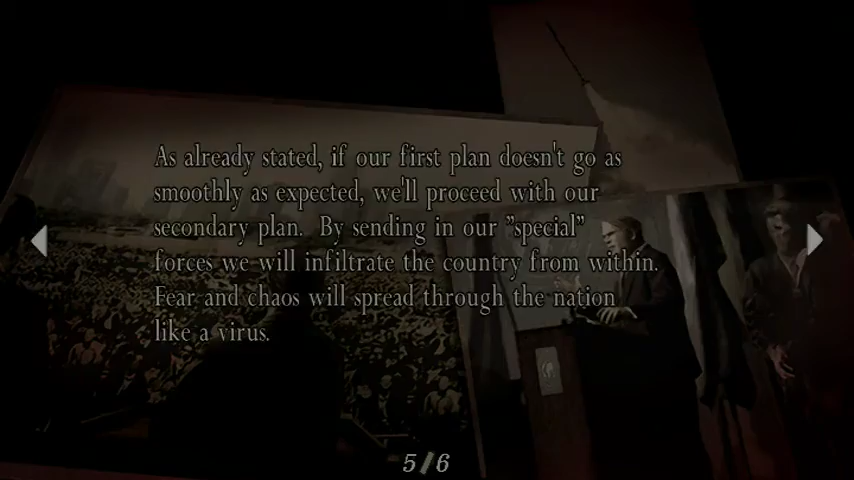 As already stated, if our first plan doesn't go as
smoothly as expected, we'll proceed with our
secondary plan.  By sending in our ”special”
forces we will infiltrate the country from within.
Fear and chaos will spread through the nation
like a virus.
5/6